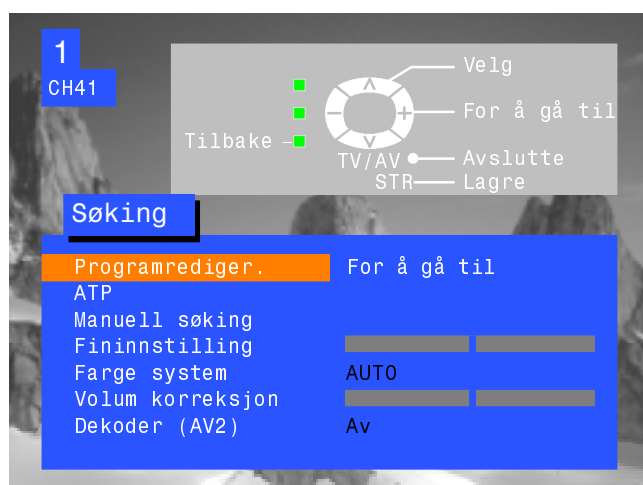 1
CH41
Velg
For å gå til
Tilbake
TV/AV Avslutte
STR Lagre
Søking
Programrediger. For å gå til
ATP
Manuell søking
Fininnstilling
Farge system AUTO
Volum korreksjon
Dekoder (AV2) Av